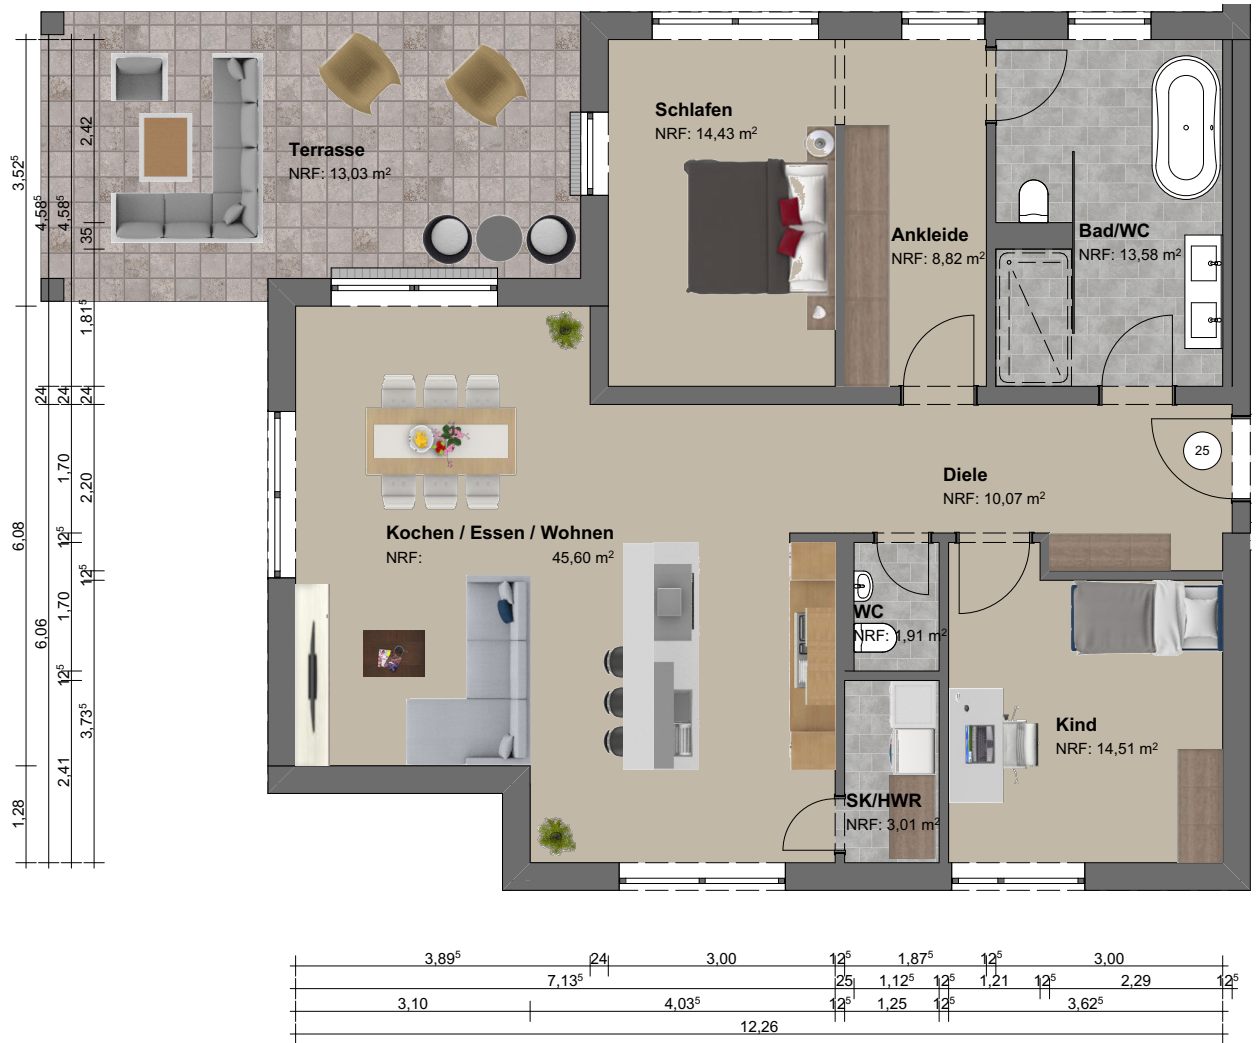 Terrasse
NRF: 13,03 m²
Schlafen
NRF: 14,43 m²
Ankleide
NRF: 8,82 m²
Bad/WC
NRF: 13,58 m²
Diele
NRF: 10,07 m²
25
Kochen / Essen / Wohnen
NRF: 45,60 m²
WC
NRF: 1,91 m²
SK/HWR
NRF: 3,01 m²
Kind
NRF: 14,51 m²
3,52⁵
6,08
1,28
4,58⁵
24
6,06
4,58⁵
24
1,70
12⁵
1,70
12⁵
2,41
2,42
35
1,81⁵
24
2,20
12⁵
3,73⁵
3,89⁵ 24 3,00 12⁵ 1,87⁵ 12⁵ 3,00
7,13⁵ 25 1,12⁵ 12⁵ 1,21 12⁵ 2,29 12⁵
3,10 4,03⁵ 12⁵ 1,25 12⁵ 3,62⁵
12,26